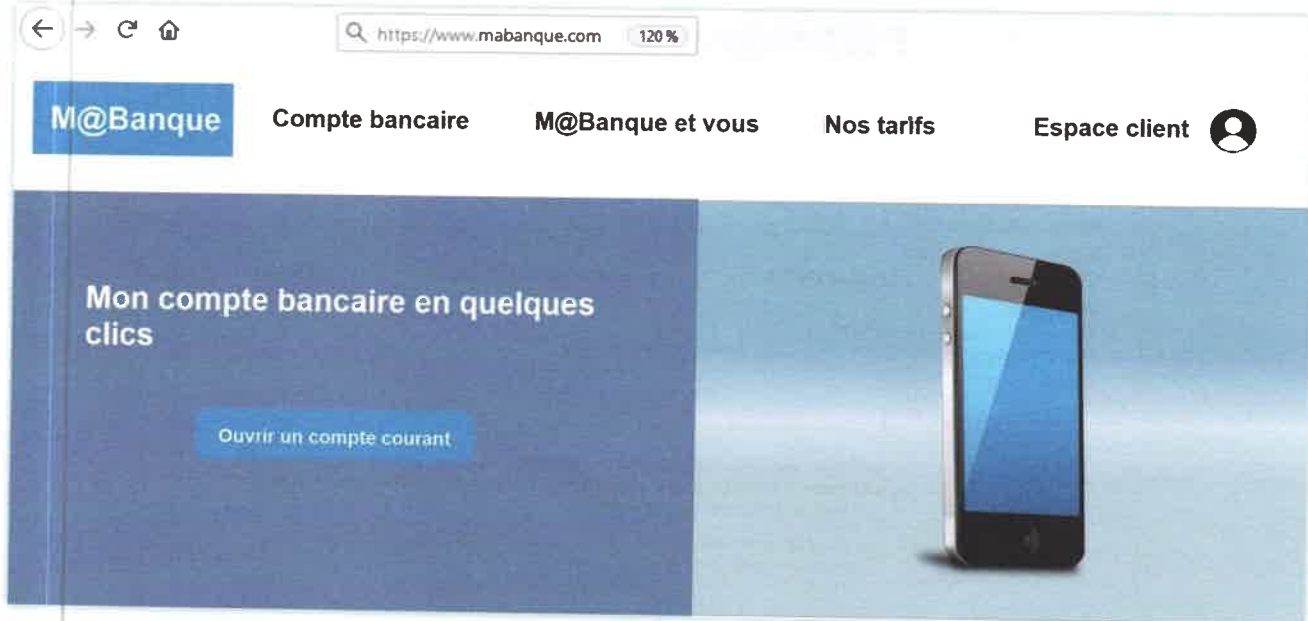 https://www.mabanque.com 120 %
M@Banque Compte bancaire M@Banque et vous Nos tarifs Espace client
Mon compte bancaire en quelques
clics
Ouvrir un compte courant